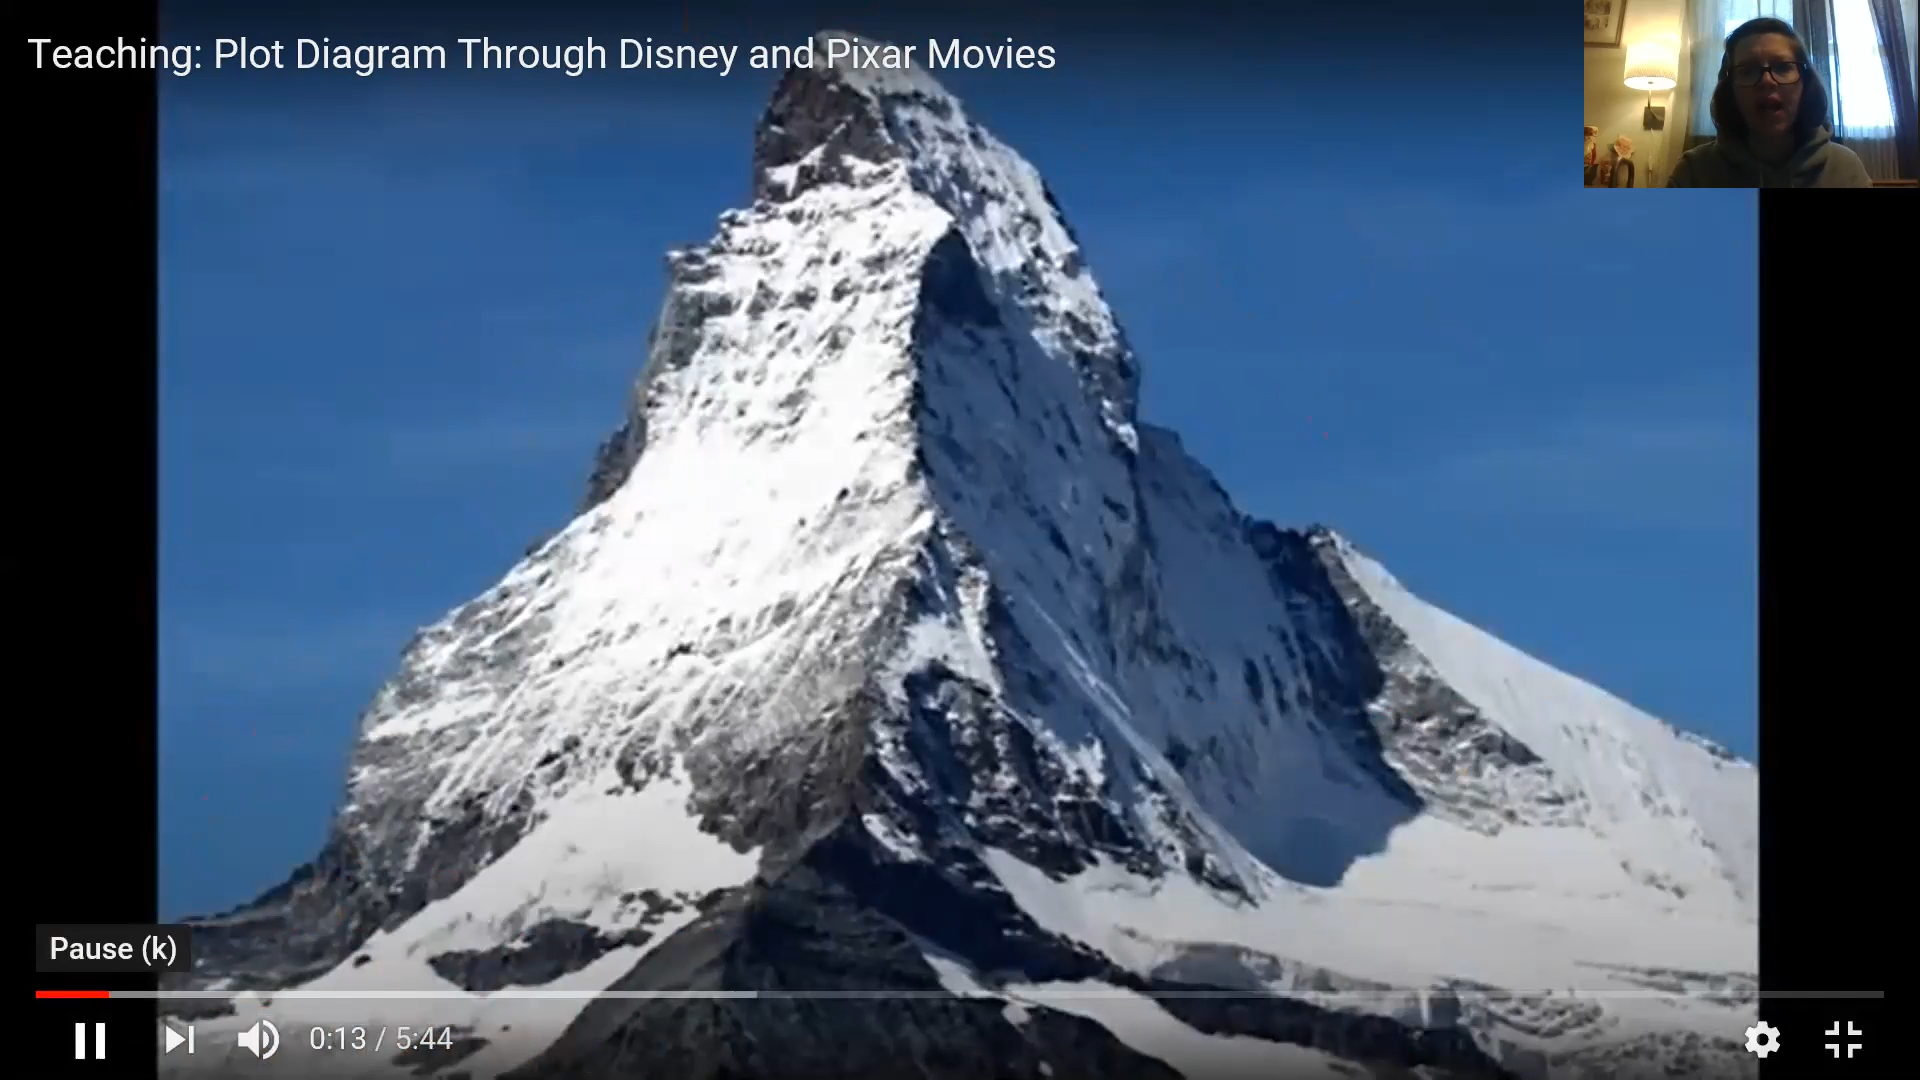 Teaching: Plot Diagram Through Disney and Pixar Movies
Pause (k)
0:13 / 5:44